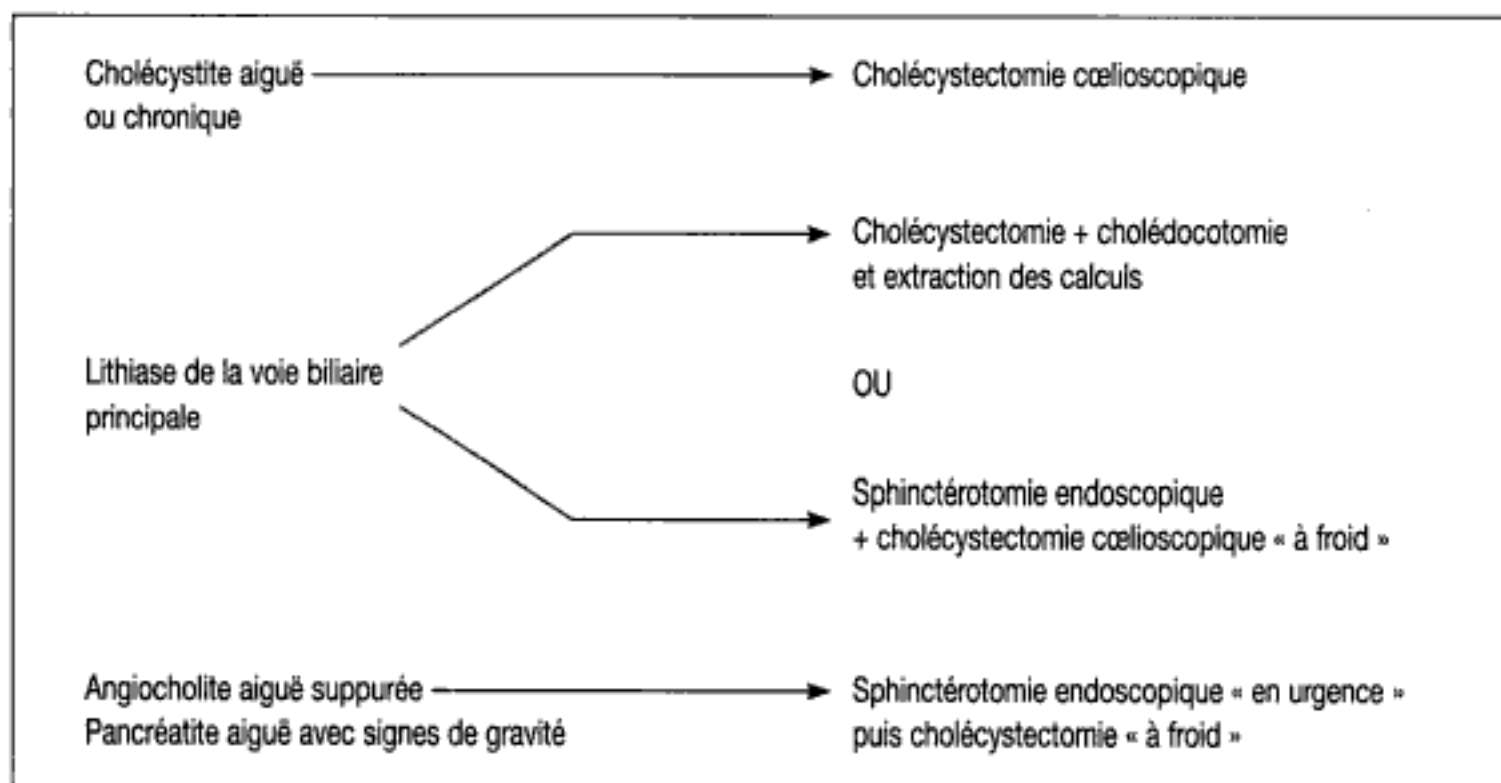 Cholécystite aiguë
ou chronique
Cholécystectomie cœlioscopique
Lithiase de la voie biliaire
principale
Cholécystectomie + cholédocotomie
et extraction des calculs
OU
Sphinctérotomie endoscopique
+ cholécystectomie cœlioscopique « à froid »
Angiocholite aiguë suppurée
Pancréatite aiguë avec signes de gravité
Sphinctérotomie endoscopique « en urgence »
puis cholécystectomie « à froid »